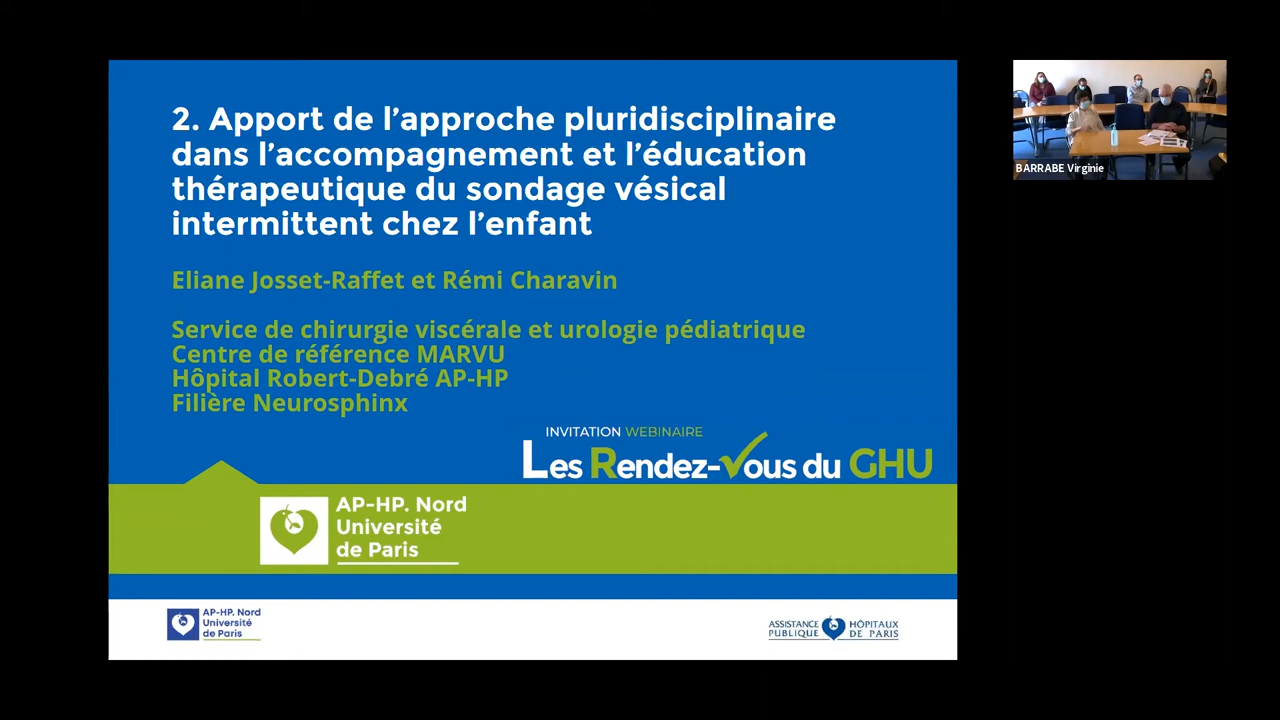 2. Apport de l'approche pluridisciplinaire
dans l'accompagnement et l'éducation
thérapeutique du sondage vésical
intermittent chez l'enfant
Eliane Josset-Raffet et Rémi Charavin
Service de chirurgie viscérale et urologie pédiatrique
Centre de référence MARVU
Hôpital Robert-Debré AP-HP
Filière Neurosphinx
INVITATION WEBINAIRE
Les Rendez-Vous du GHU
AP-HP. Nord
Université
de Paris
AP-HP. Nord
Université
de Paris
ASSISTANCE HÔPITAUX
PUBLIQUE DE PARIS
BARRABE Virginie